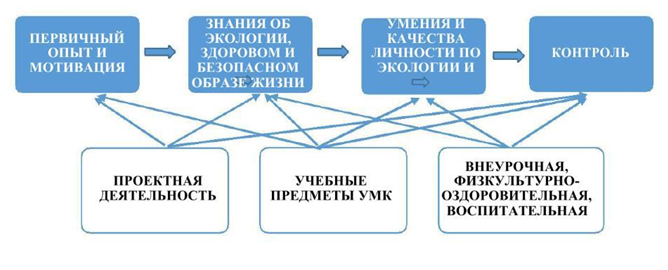 ПЕРВИЧНЫЙ
ОПЫТ И
МОТИВАЦИЯ
ЗНАНИЯ ОБ
ЭКОЛОГИИ,
ЗДОРОВОМ И
БЕЗОПАСНОМ
ОБРАЗЕ ЖИЗНИ
УМЕНИЯ И
КАЧЕСТВА
ЛИЧНОСТИ ПО
ЭКОЛОГИИ И
КОНТРОЛЬ
ПРОЕКТНАЯ
ДЕЯТЕЛЬНОСТЬ
УЧЕБНЫЕ
ПРЕДМЕТЫ УМК
ВНЕУРОЧНАЯ,
ФИЗКУЛЬТУРНО-
ОЗДОРОВИТЕЛЬНАЯ,
ВОСПИТАТЕЛЬНАЯ